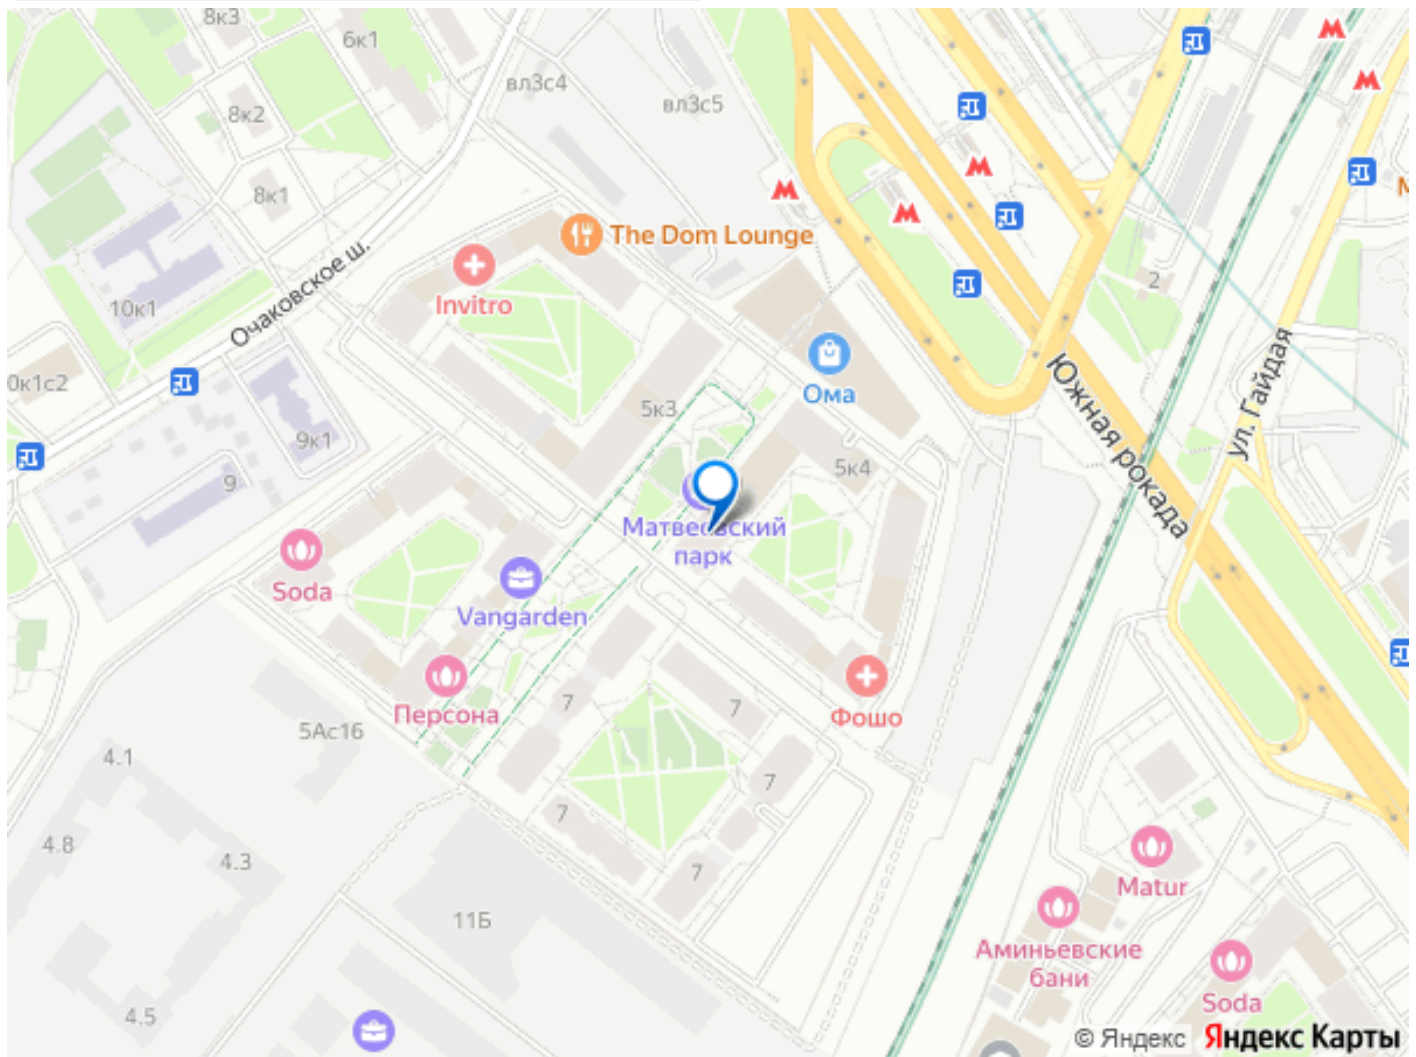 8к3
6к1
вл3с4
вл3с5
8к2
8к1
The Dom Lounge
Invitro
10к1
Очаковское ш.
2
0к1с2
Ома
5к3
Южная рокада
ул. Гайдая
9к1
9
5к4
Матвеевский
парк
Soda
Vangarden
Персона
7
7
Фошо
5Ас16
4.1
7
7
4.8
4.3
7
Matur
11Б
Аминьевские
бани
Soda
4.5
© Яндекс Яндекс Карты